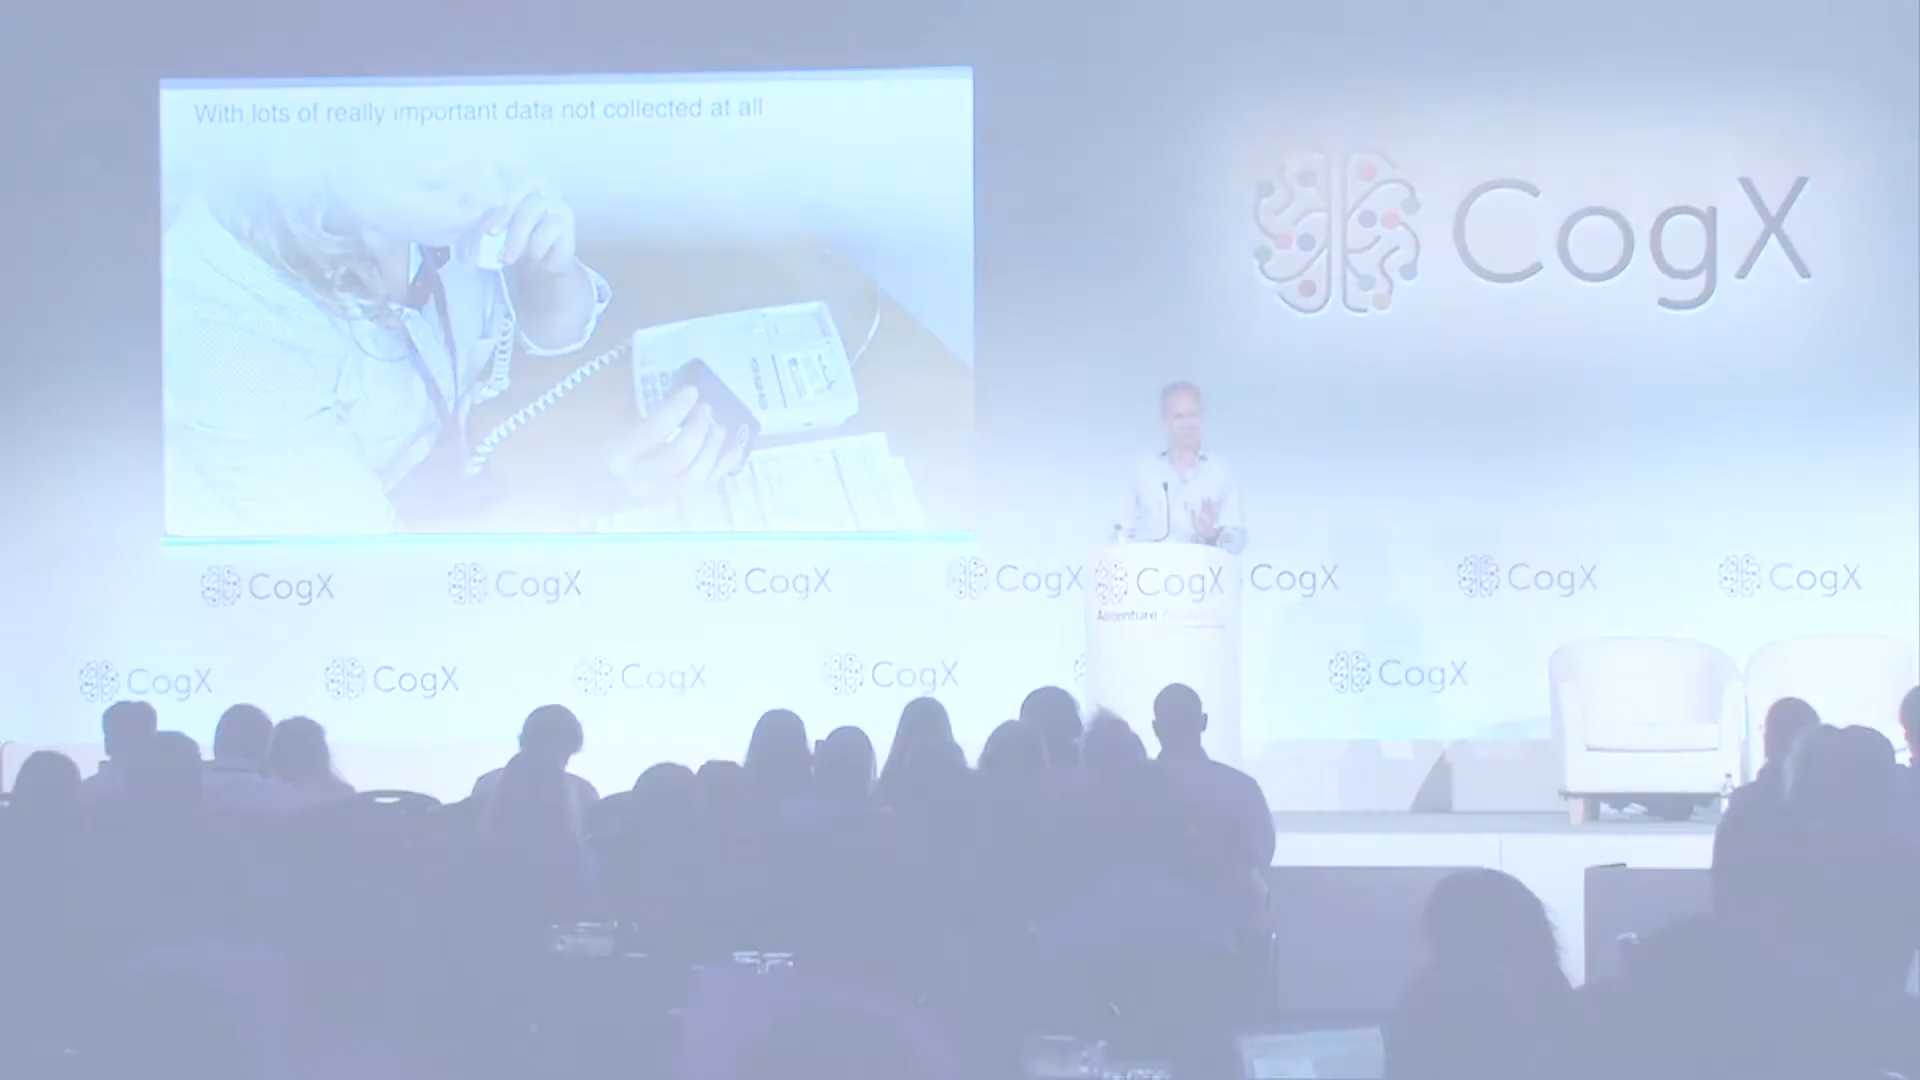 With lots of really important data not collected at all
CogX
CogX CogX CogX CogX CogX CogX CogX CogX
Accenture
CogX CogX CogX CogX CogX